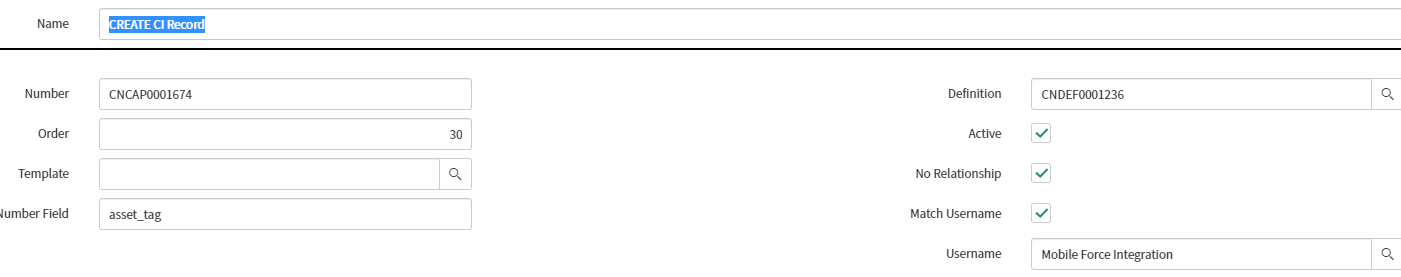 Name CREATE CI Record
Number CNCAP0001674 Definition CNDEF0001236
Order 30 Active
Template No Relationship
Number Field asset_tag Match Username
Username Mobile Force Integration